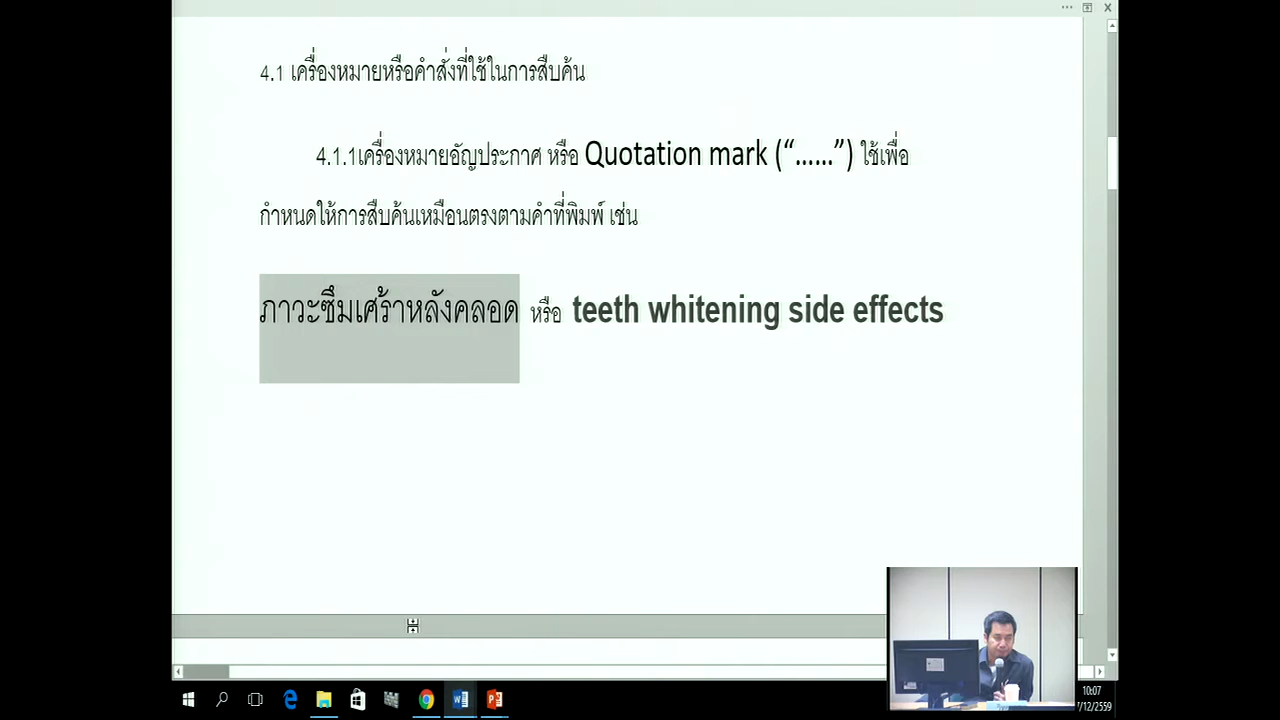 4.1 เครื่องหมายหรือคำสั่งที่ใช้ในการสืบค้น
4.1.1เครื่องหมายอัญประกาศ หรือ Quotation mark (“......”) ใช้เพื่อ
กำหนดให้การสืบค้นเหมือนตรงตามคำที่พิมพ์ เช่น
ภาวะซึมเศร้าหลังคลอด หรือ teeth whitening side effects
10:07
7/12/2559